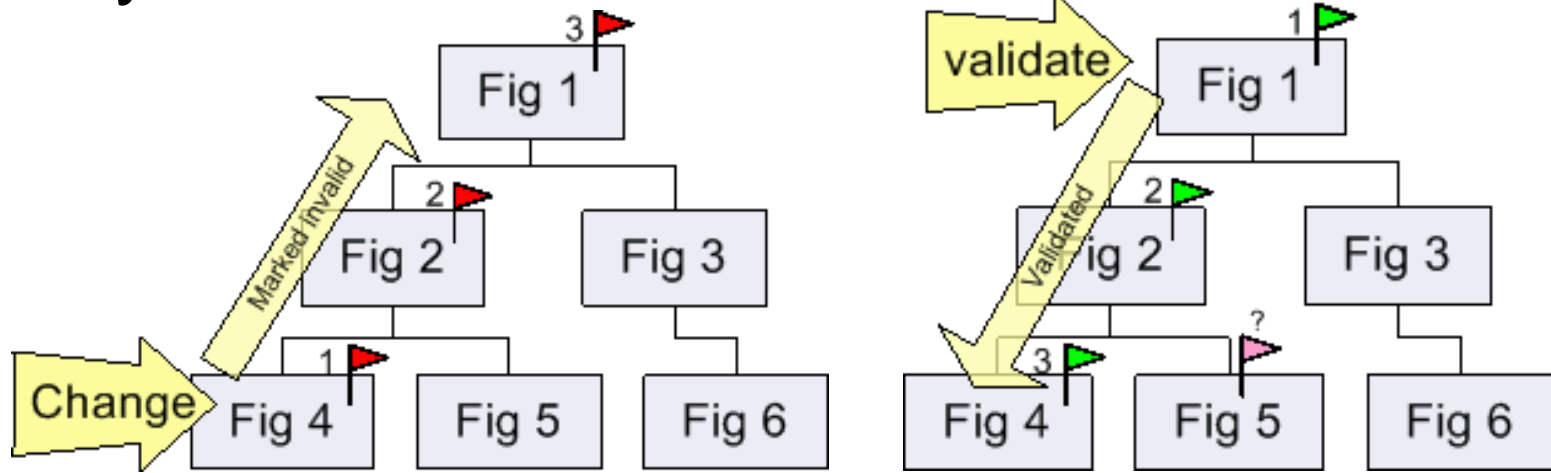 3
Fig 1
Marked invalid
2
Fig 2
Fig 3
Change
1
Fig 4
Fig 5
Fig 6
validate
1
Fig 1
Validated
2
Fig 2
Fig 3
?
3
Fig 4
Fig 5
Fig 6